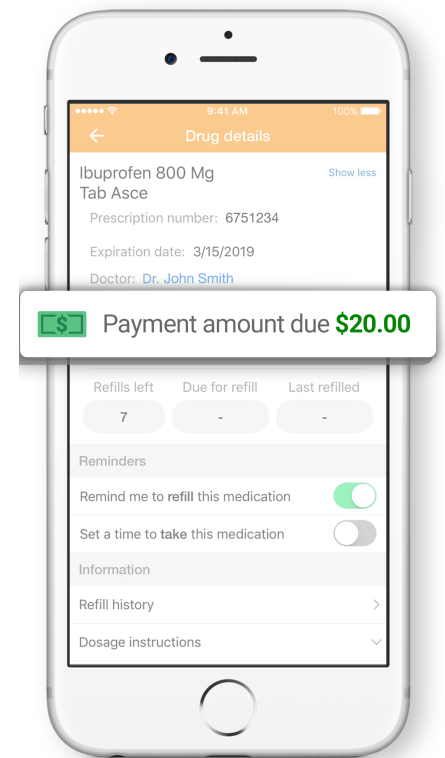 9:41 AM
100%
Drug details
Ibuprofen 800 Mg
Show less
Tab Asce
Prescription number: 6751234
Expiration date: 3/15/2019
Doctor: Dr. John Smith
$ Payment amount due $20.00
Refills left Due for refill Last refilled
7 - -
Reminders
Remind me to refill this medication
Set a time to take this medication
Information
Refill history
Dosage instructions